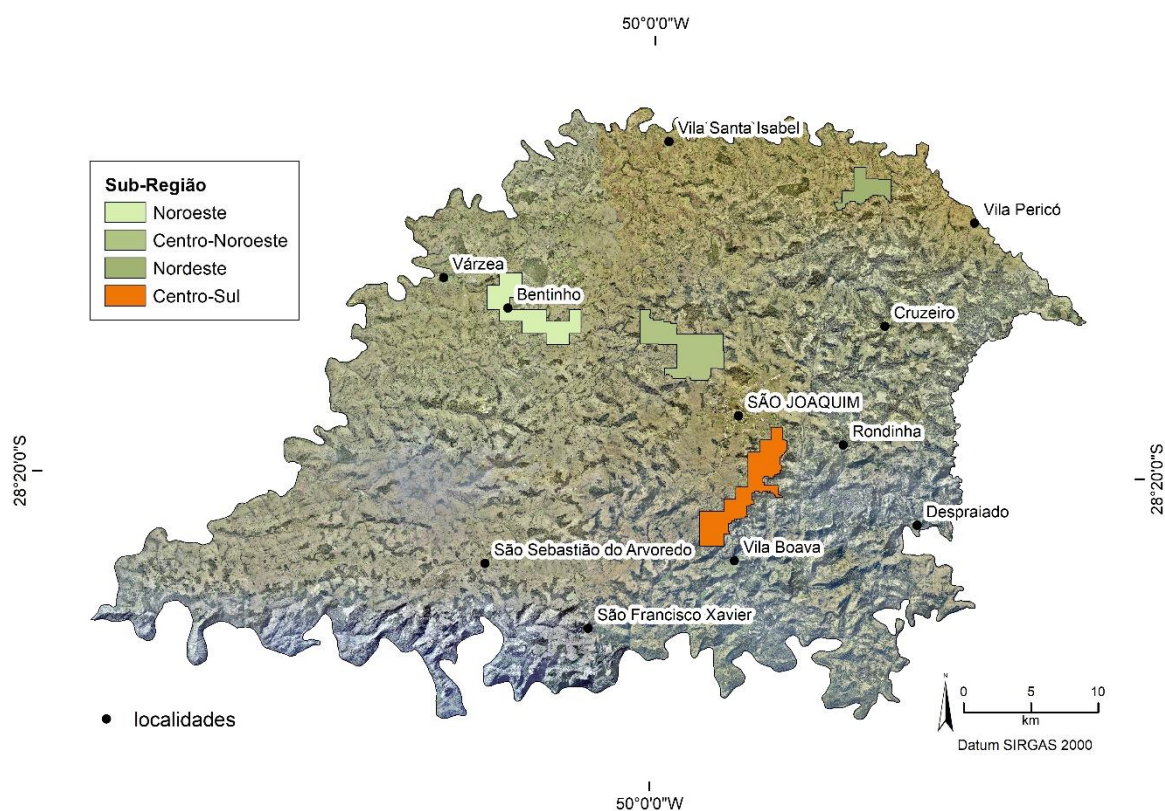 50°0'0"W
Vila Santa Isabel
Sub-Região
Noroeste
Centro-Noroeste
Nordeste
Centro-Sul
Vila Pericó
Várzea
Bentinho
Cruzeiro
SÃO JOAQUIM
Rondinha
28°20'0"S
28°20'0"S
Despraiado
São Sebastião do Arvoredo
Vila Boava
São Francisco Xavier
localidades
N
0 5 10
km
Datum SIRGAS 2000
50°0'0"W